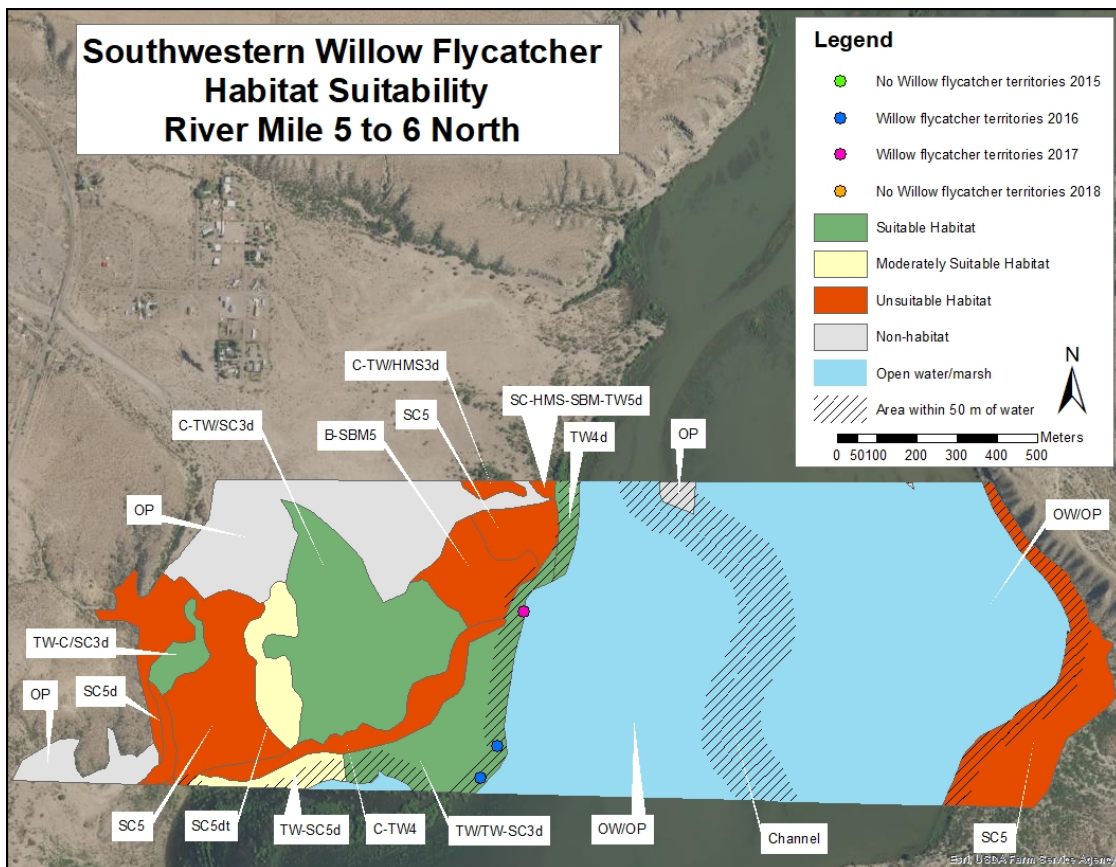 Southwestern Willow Flycatcher
Habitat Suitability
River Mile 5 to 6 North
Legend
No Willow flycatcher territories 2015
Willow flycatcher territories 2016
Willow flycatcher territories 2017
No Willow flycatcher territories 2018
Suitable Habitat
Moderately Suitable Habitat
Unsuitable Habitat
Non-habitat
Open water/marsh
Area within 50 m of water
N
Meters
0 50100 200 300 400 500
C-TW/HMS3d
SC5
SC-HMS-SBM-TW5d
C-TW/SC3d
B-SBM5
TW4d
OP
OP
OW/OP
TW-C/SC3d
SC5d
OP
SC5
SC5dt
TW-SC5d
C-TW4
TW/TW-SC3d
OW/OP
Channel
SC5
Esri, USDA Farm Service Agency